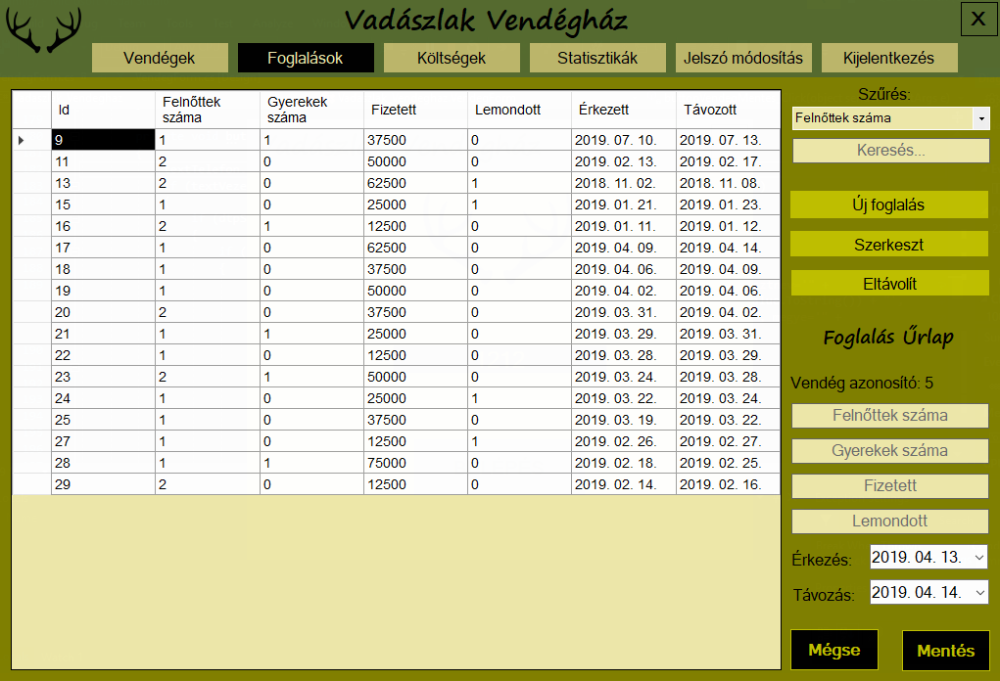 Vadászlak Vendégház
X
Vendégek Foglalások Költségek Statisztikák Jelszó módosítás Kijelentkezés
Id Felnőttek száma Gyerekek száma Fizetett Lemondott Érkezett Távozott
9 1 1 37500 0 2019. 07. 10. 2019. 07. 13.
11 2 0 50000 0 2019. 02. 13. 2019. 02. 17.
13 2 0 62500 1 2018. 11. 02. 2018. 11. 08.
15 1 0 25000 1 2019. 01. 21. 2019. 01. 23.
16 2 1 12500 0 2019. 01. 11. 2019. 01. 12.
17 1 0 62500 0 2019. 04. 09. 2019. 04. 14.
18 1 0 37500 0 2019. 04. 06. 2019. 04. 09.
19 1 0 50000 0 2019. 04. 02. 2019. 04. 06.
20 2 0 37500 0 2019. 03. 31. 2019. 04. 02.
21 1 1 25000 0 2019. 03. 29. 2019. 03. 31.
22 1 0 12500 0 2019. 03. 28. 2019. 03. 29.
23 2 1 50000 0 2019. 03. 24. 2019. 03. 28.
24 1 0 25000 1 2019. 03. 22. 2019. 03. 24.
25 1 0 37500 0 2019. 03. 19. 2019. 03. 22.
27 1 0 12500 1 2019. 02. 26. 2019. 02. 27.
28 1 1 75000 0 2019. 02. 18. 2019. 02. 25.
29 2 0 12500 0 2019. 02. 14. 2019. 02. 16.
Szűrés:
Felnőttek száma
Keresés...
Új foglalás
Szerkeszt
Eltávolít
Foglalás Űrlap
Vendég azonosító: 5
Felnőttek száma
Gyerekek száma
Fizetett
Lemondott
Érkezés: 2019. 04. 13.
Távozás: 2019. 04. 14.
Mégse Mentés